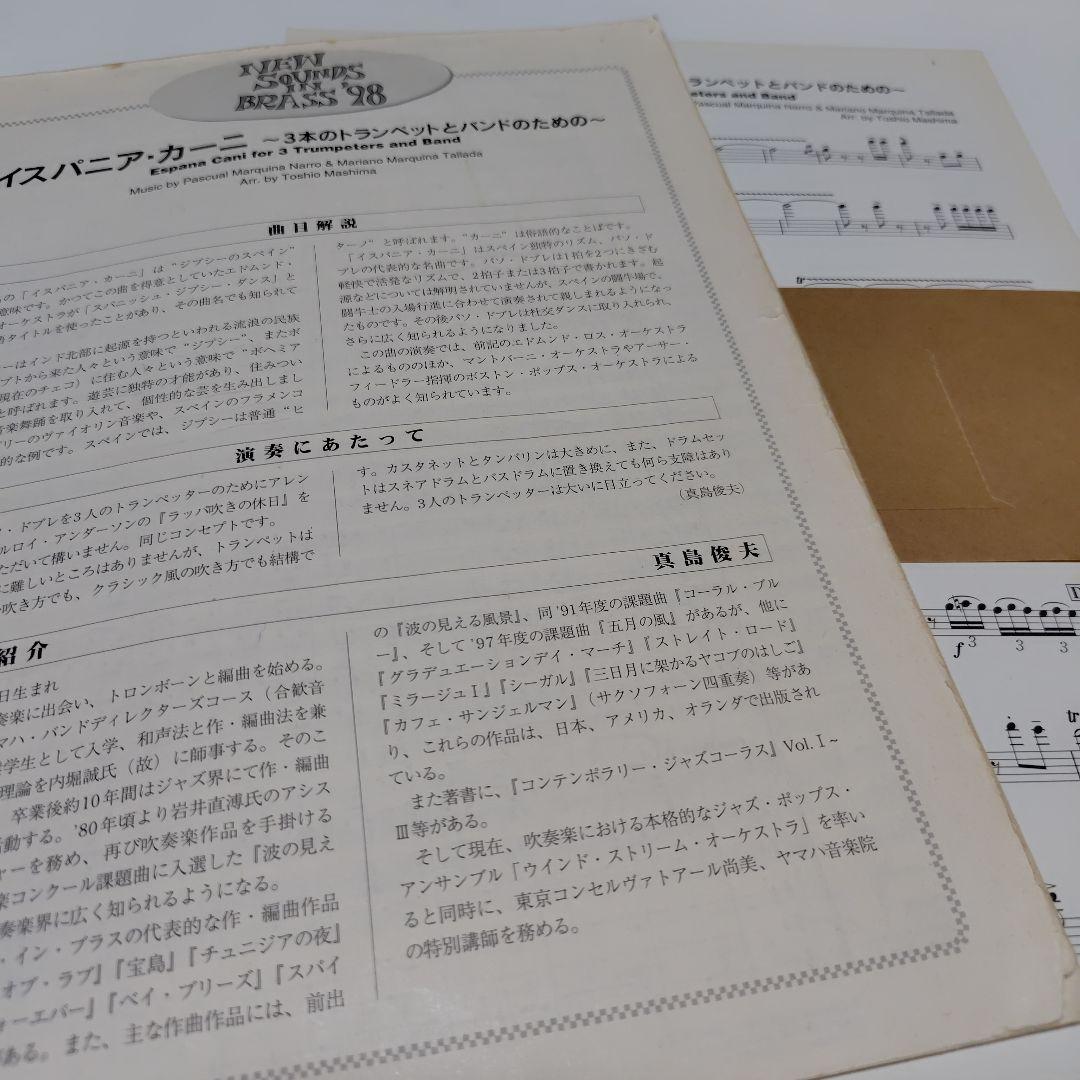 NEW
SOUNDS
IN
BRASS '98
イスパニア・カーニ ～3本のトランペットとバンドのための～
Espana Cani for 3 Trumpeters and Band
Music by Pascual Marquina Narro & Mariano Marquina Tallada
Arr. by Toshio Mashima
曲目解説
カーニ」は“ジプシーのスペイン”
もの「イスパニア・カーニ」
意味です。かつてこの曲を得意としていたエドムンド・
オーケストラが「スパニッシュ・ジプシー・ダンス」と
タイトルを使ったことがあり、その曲名でも知られて
ーはインド北部に起源を持つといわれる流浪の民族
プトから来た人々という意味で“ジプシー”、またボ
現在のチェコ）に住む人々という意味で“ボヘミア
と呼ばれます。遊芸に独特の才能があり、住みつい
音楽舞踊を取り入れて、個性的な芸を生み出しまし
リーのヴァイオリン音楽や、スペインのフラメンコ
的な例です。スペインでは、ジプシーは普通“ヒ
ターノ”と呼ばれます。“カーニ”は俗語的なことばです。
「イスパニア・カーニ」はスペイン独特のリズム、パソ・ド
ブレの代表的な名曲です。パソ・ドブレは1拍を2つにきざむ
軽快で活発なリズムで、2拍子または3拍子で書かれます。起
源などについては解明されていませんが、スペインの闘牛場で、
闘牛士の入場行進に合わせて演奏されて親しまれるようになっ
たものです。その後パソ・ドブレは社交ダンスに取り入れられ、
さらに広く知られるようになりました。
この曲の演奏では、前記のエドムンド・ロス・オーケストラ
によるもののほか、マントバーニ・オーケストラやアーサー・
フィードラー指揮のボストン・ポップス・オーケストラによる
ものがよく知られています。
演奏にあたって
・ドブレを3人のトランペッターのためにアレン
ルロイ・アンダーソンの『ラッパ吹きの休日』を
ただいて構いません。同じコンセプトです。
に難しいところはありませんが、トランペットは
吹き方でも、クラシック風の吹き方でも結構で
す。カスタネットとタンバリンは大きめに、また、ドラムセッ
トはスネアドラムとバスドラムに置き換えても何ら支障はあり
ません。3人のトランペッターは大いに目立ってください。
（真島俊夫）
紹介
真島俊夫
日生まれ
奏楽に出会い、トロンボーンと編曲を始める。
マハ・バンドディレクターズコース（合歓音
学生として入学、和声法と作・編曲法を兼
理論を内堀誠氏（故）に師事する。そのこ
卒業後約10年間はジャズ界にて作・編曲
活動する。'80年頃より岩井直溥氏のアシス
ャーを務め、再び吹奏楽作品を手掛ける
楽コンクール課題曲に入選した『波の見え
奏楽界に広く知られるようになる。
・イン・ブラスの代表的な作・編曲作品
オブ・ラブ』『宝島』『チュニジアの夜』
ォーエバー』『ベイ・ブリーズ』『スパイ
がある。また、主な作曲作品には、前出
の『波の見える風景』、同'91年度の課題曲『コーラル・ブル
ー』、そして'97年度の課題曲『五月の風』があるが、他に
『グラデュエーションデイ・マーチ』『ストレイト・ロード』
『ミラージュⅠ』『シーガル』『三日月に架かるヤコブのはしご』
『カフェ・サンジェルマン』（サクソフォーン四重奏）等があ
り、これらの作品は、日本、アメリカ、オランダで出版され
ている。
また著書に、『コンテンポラリー・ジャズコーラス』Vol.Ⅰ～
Ⅲ等がある。
そして現在、吹奏楽における本格的なジャズ・ポップス・
アンサンブル「ウインド・ストリーム・オーケストラ」を率い
ると同時に、東京コンセルヴァトアール尚美、ヤマハ音楽院
の特別講師を務める。
トランペットとバンドのための～
peters and Band
Pascual Marquina Narro & Mariano Marquina Tallada
Arr. by Toshio Mashima
tr
f 3 3 3
tr